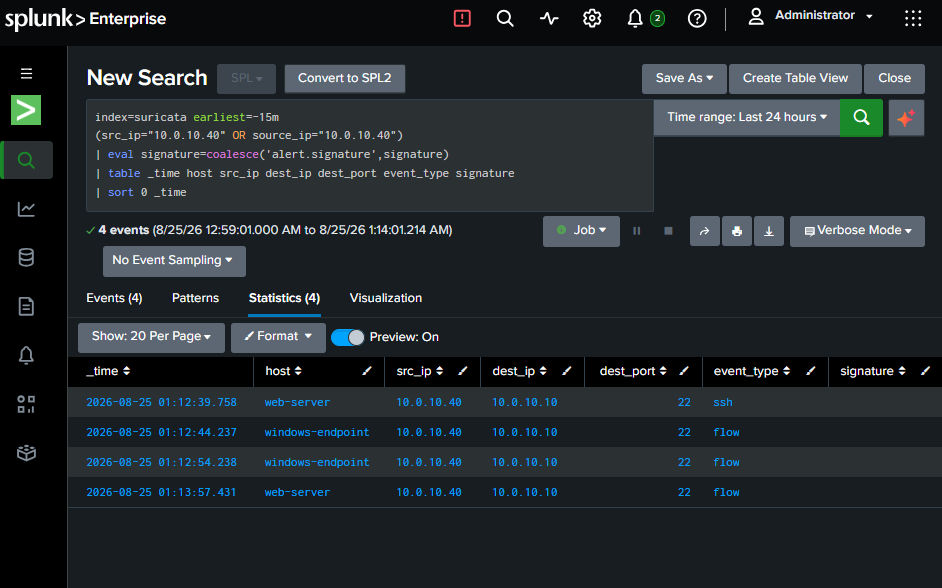 splunk> Enterprise
2
Administrator
New Search
SPL
Convert to SPL2
Save As
Create Table View
Close
index=suricata earliest=-15m
(src_ip="10.0.10.40" OR source_ip="10.0.10.40")
| eval signature=coalesce('alert.signature',signature)
| table _time host src_ip dest_ip dest_port event_type signature
| sort 0 _time
Time range: Last 24 hours
4 events (8/25/26 12:59:01.000 AM to 8/25/26 1:14:01.214 AM)
Job
Verbose Mode
No Event Sampling
Events (4) Patterns Statistics (4) Visualization
Show: 20 Per Page
Format
Preview: On
_time host src_ip dest_ip dest_port event_type signature
2026-08-25 01:12:39.758 web-server 10.0.10.40 10.0.10.10 22 ssh
2026-08-25 01:12:44.237 windows-endpoint 10.0.10.40 10.0.10.10 22 flow
2026-08-25 01:12:54.238 windows-endpoint 10.0.10.40 10.0.10.10 22 flow
2026-08-25 01:13:57.431 web-server 10.0.10.40 10.0.10.10 22 flow